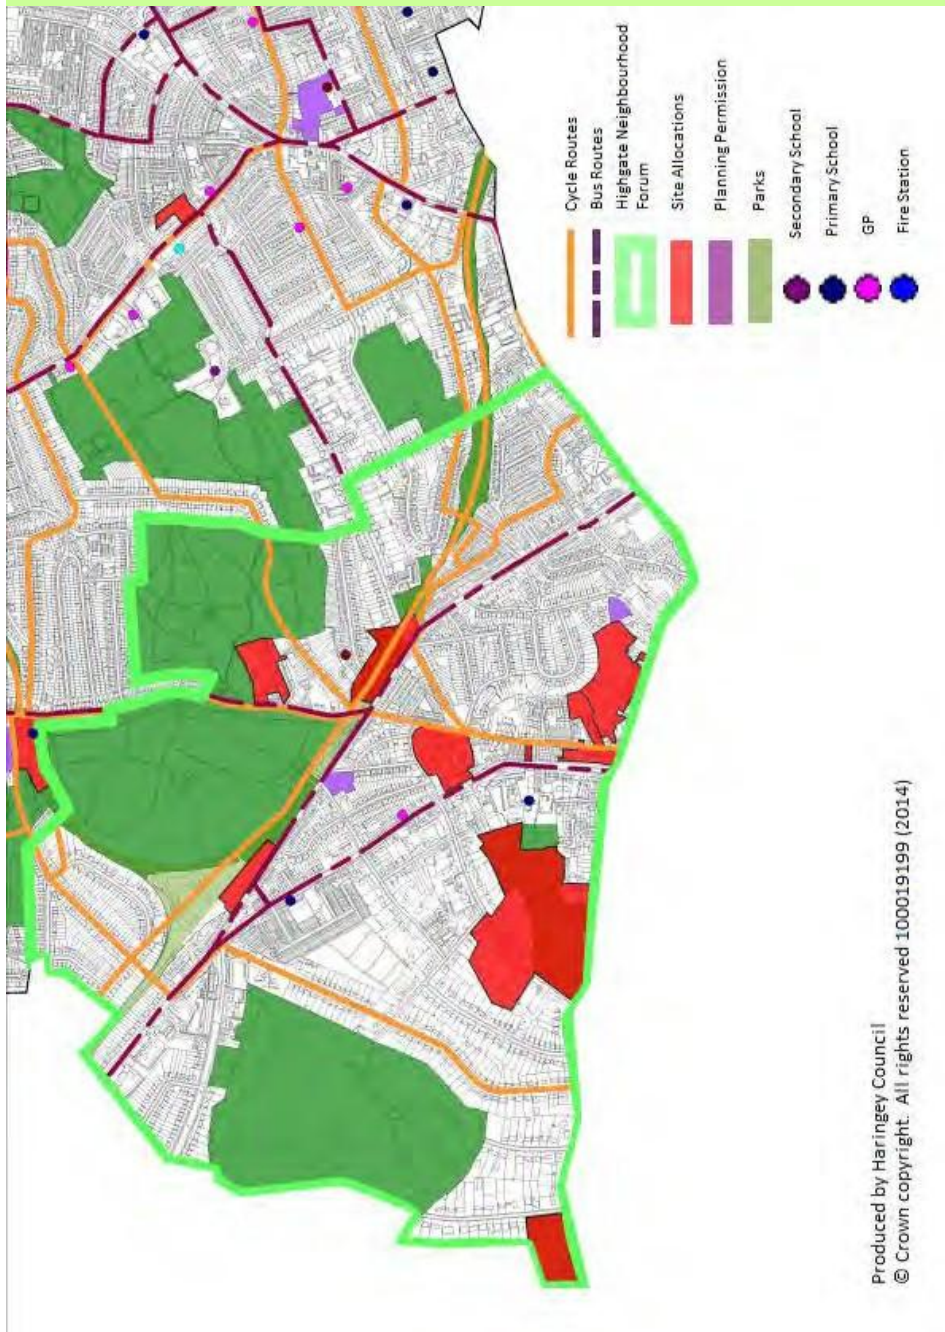 Cycle Routes
Bus Routes
Highgate Neighbourhood
Forum
Site Allocations
Planning Permission
Parks
Secondary School
Primary School
GP
Fire Station
Produced by Haringey Council
© Crown copyright. All rights reserved 100019199 (2014)